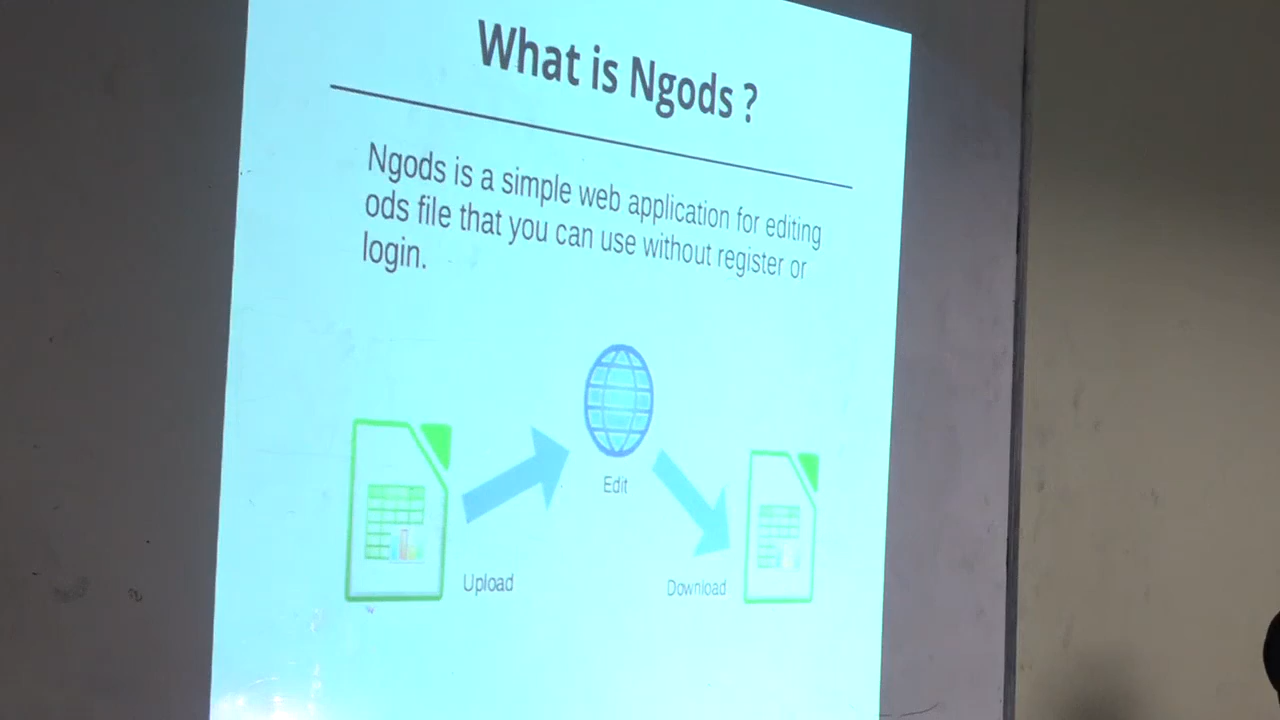 What is Ngods ?
Ngods is a simple web application for editing
ods file that you can use without register or
login.
Edit
Upload
Download